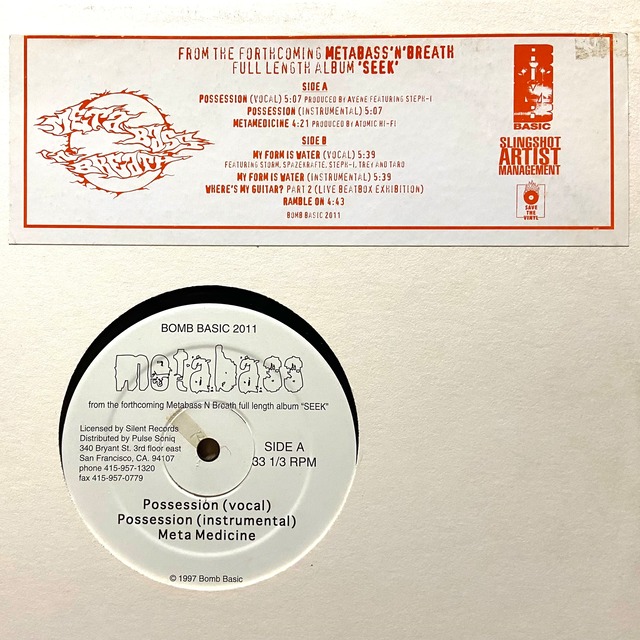 FROM THE FORTHCOMING METABASS'N'BREATH
FULL LENGTH ALBUM 'SEEK'
SIDE A
POSSESSION (VOCAL) 5:07 PRODUCED BY AVENE FEATURING STEPH-I
POSSESSION (INSTRUMENTAL) 5:07
METAMEDICINE 4:21 PRODUCED BY ATOMIC HI-FI
SIDE B
MY FORM IS WATER (VOCAL) 5:39
FEATURING STORM, SPAZEKRAFTE, STEPH-I, TREY AND TARO
MY FORM IS WATER (INSTRUMENTAL) 5:39
WHERE'S MY GUITAR? PART 2 (LIVE BEATBOX EXHIBITION)
RAMBLE ON 4:43
BOMB BASIC 2011
META BASS
N BREATH
BASIC
SLINGSHOT
ARTIST
MANAGEMENT
SAVE
THE
VINYL
BOMB BASIC 2011
metabass
from the forthcoming Metabass N Breath full length album "SEEK"
Licensed by Silent Records
Distributed by Pulse Soniq
340 Bryant St. 3rd floor east
San Francisco, CA. 94107
phone 415-957-1320
fax 415-957-0779
SIDE A
33 1/3 RPM
Possession (vocal)
Possession (instrumental)
Meta Medicine
© 1997 Bomb Basic